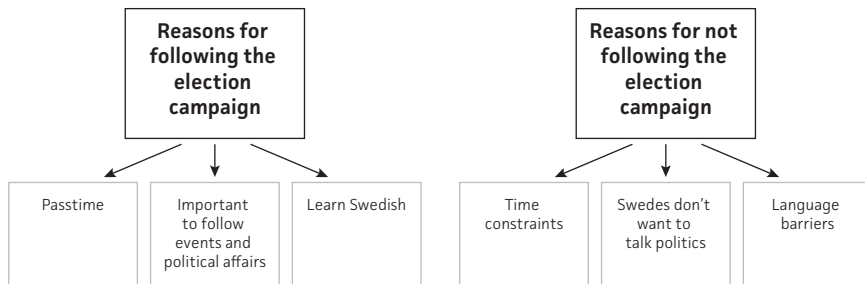 Reasons for
following the
election
campaign
Passtime
Important
to follow
events and
political affairs
Learn Swedish
Reasons for not
following the
election
campaign
Time
constraints
Swedes don't
want to
talk politics
Language
barriers